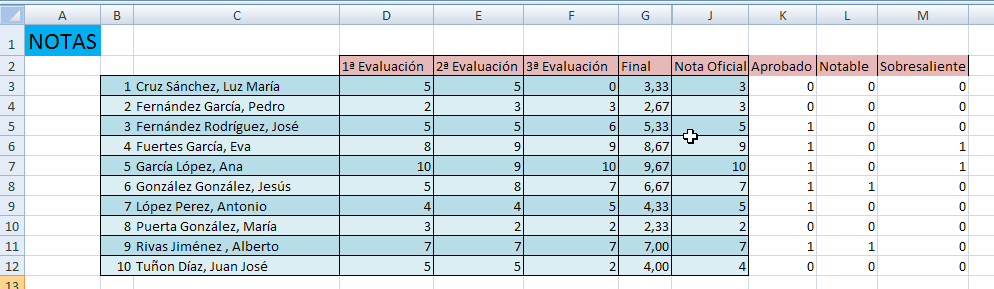 A B C D E F G J K L M
1 NOTAS
2 1ª Evaluación 2ª Evaluación 3ª Evaluación Final Nota Oficial Aprobado Notable Sobresaliente
3 1 Cruz Sánchez, Luz María 5 5 0 3,33 3 0 0 0
4 2 Fernández García, Pedro 2 3 3 2,67 3 0 0 0
5 3 Fernández Rodríguez, José 5 5 6 5,33 5 1 0 0
6 4 Fuertes García, Eva 8 9 9 8,67 9 1 0 1
7 5 García López, Ana 10 9 10 9,67 10 1 0 1
8 6 González González, Jesús 5 8 7 6,67 7 1 1 0
9 7 López Perez, Antonio 4 4 5 4,33 5 1 0 0
10 8 Puerta González, María 3 2 2 2,33 2 0 0 0
11 9 Rivas Jiménez , Alberto 7 7 7 7,00 7 1 1 0
12 10 Tuñon Díaz, Juan José 5 5 2 4,00 4 0 0 0
13